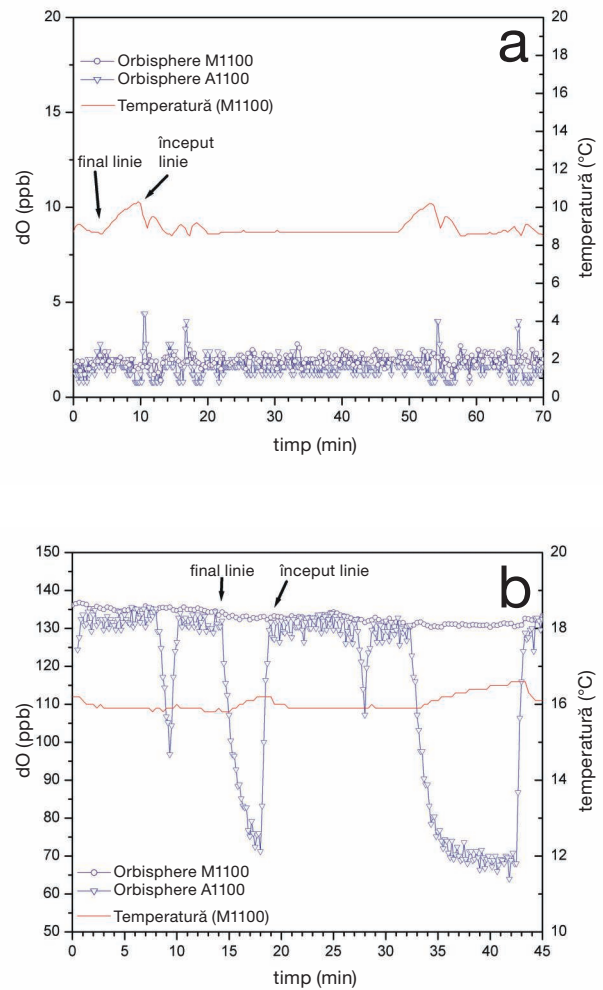 a
Orbisphere M1100
Orbisphere A1100
Temperatură (M1100)
început
linie
final linie
dO (ppb)
20
15
10
5
0
temperatură (°C)
20
18
16
14
12
10
8
6
4
2
0
0 10 20 30 40 50 60 70
timp (min)
b
final linie
început linie
dO (ppb)
150
140
130
120
110
100
90
80
70
60
50
temperatură (°C)
20
18
16
14
12
10
Orbisphere M1100
Orbisphere A1100
Temperatură (M1100)
0 5 10 15 20 25 30 35 40 45
timp (min)